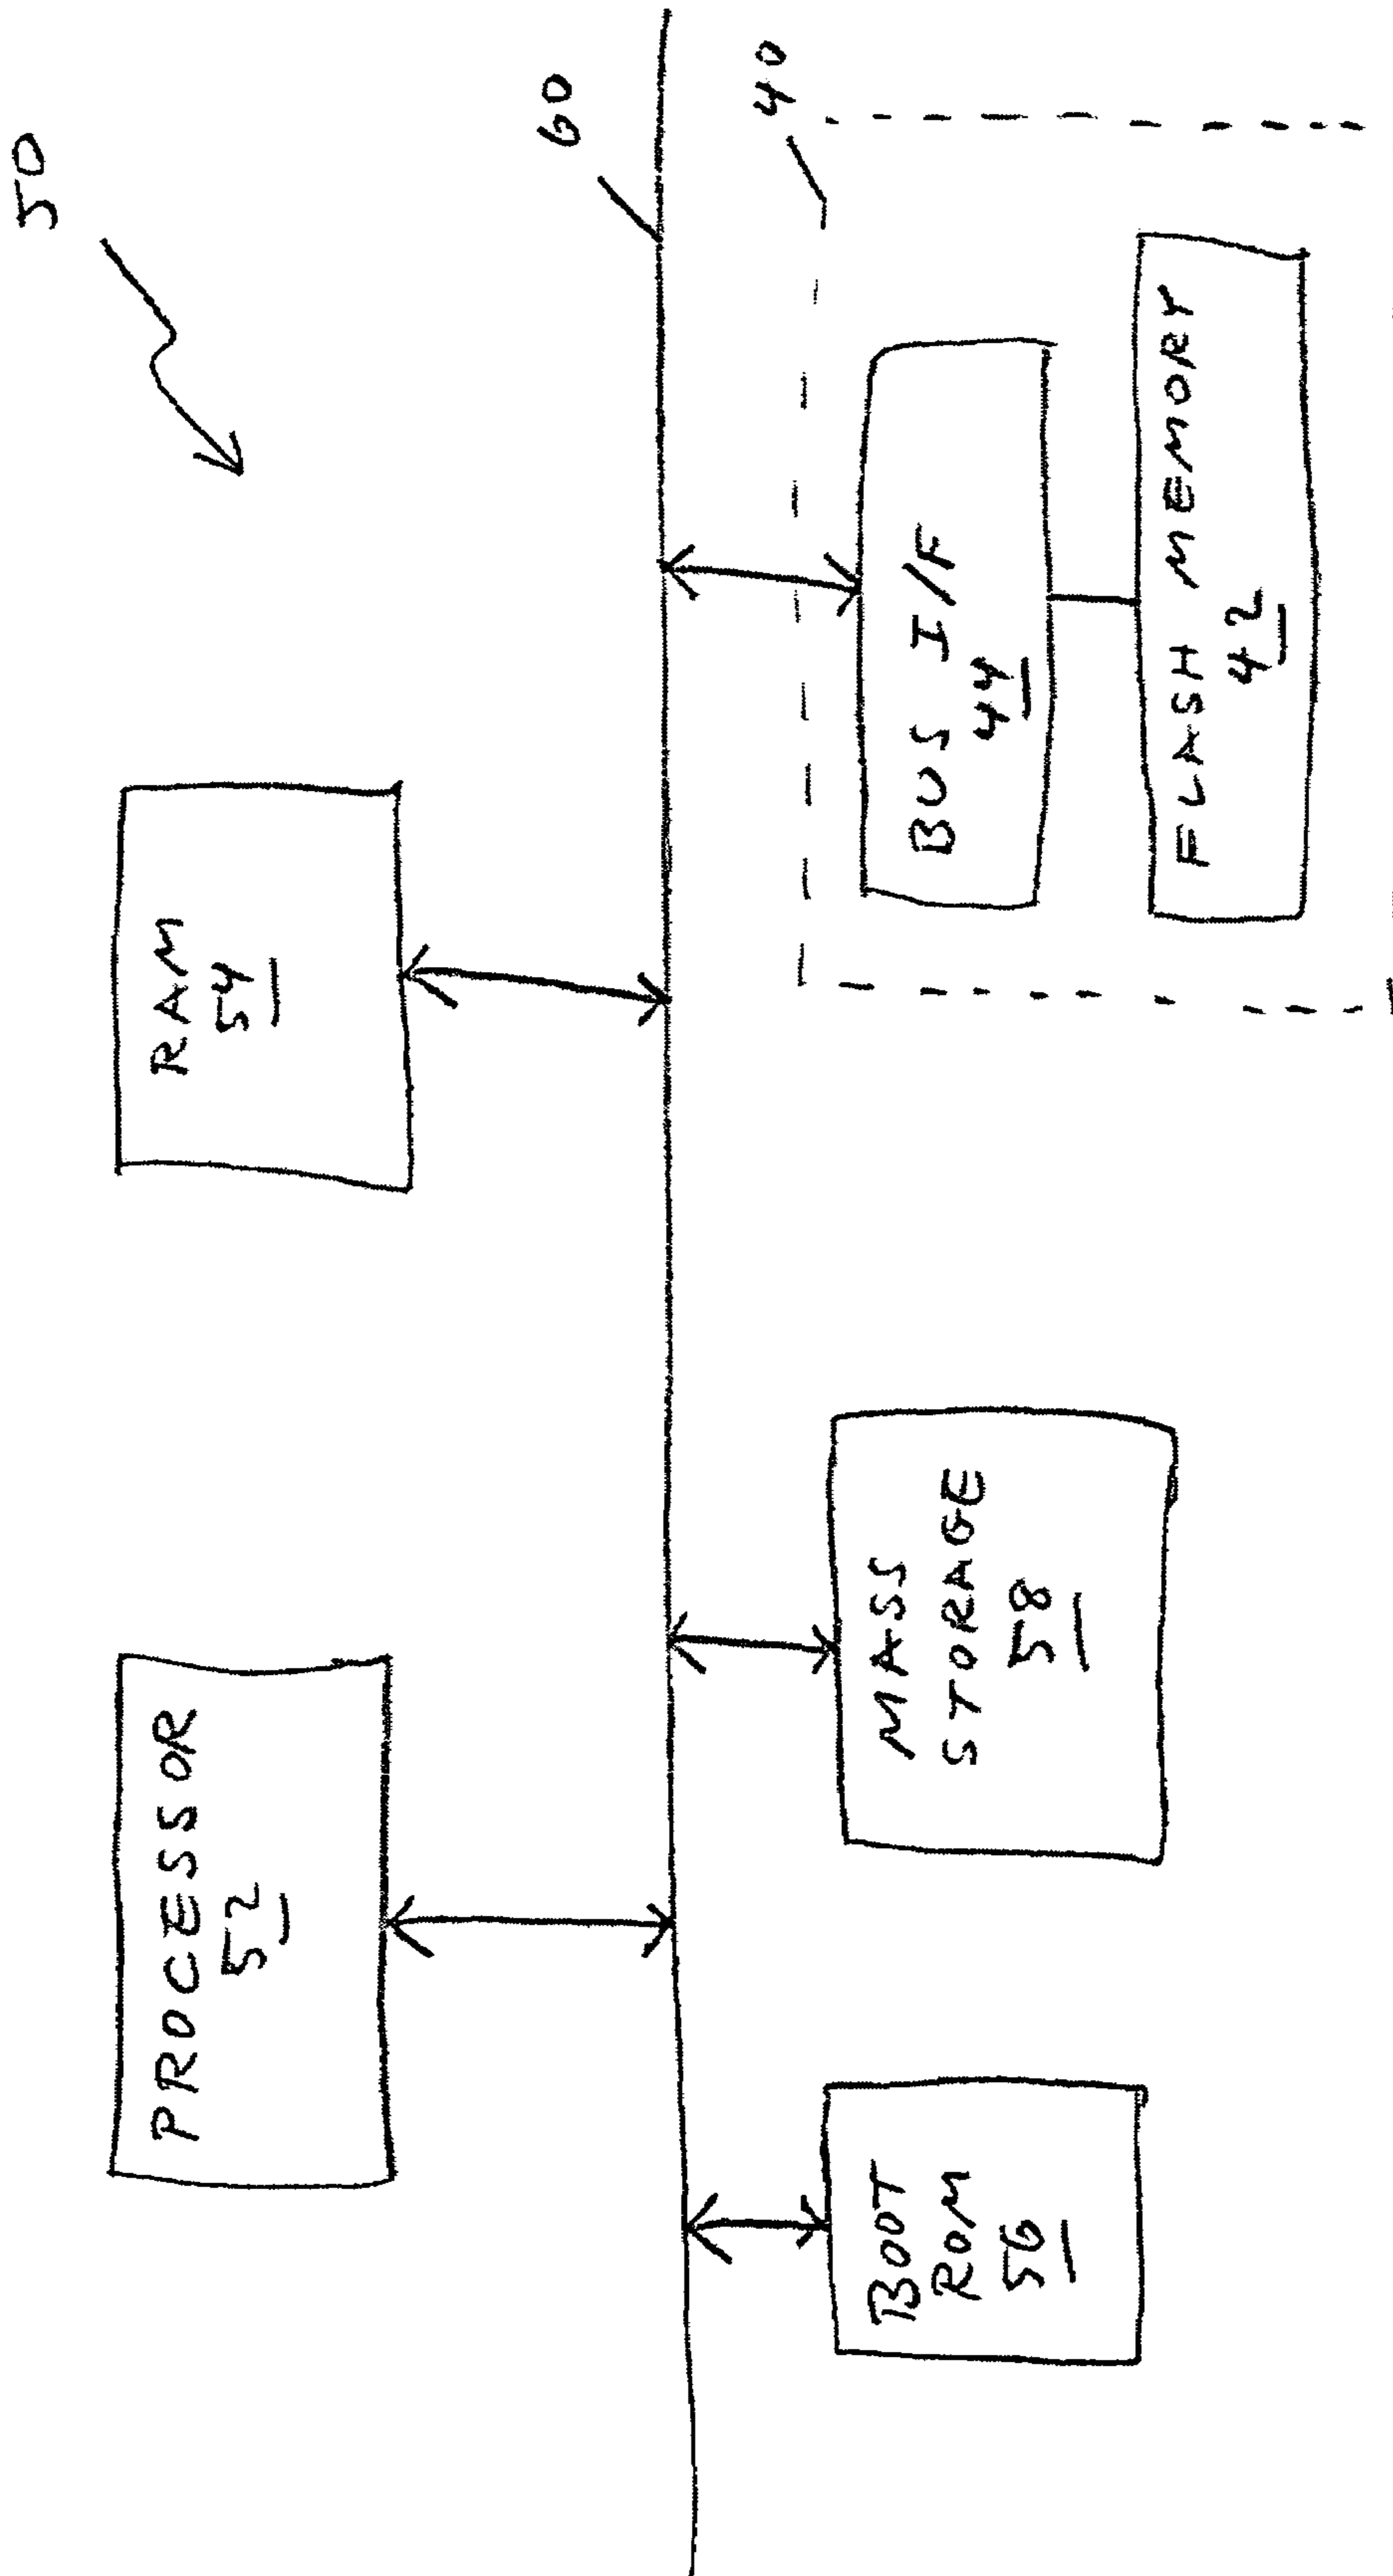 50
PROCESSOR
52
RAM
54
60
40
BOOT
ROM
56
MASS
STORAGE
58
BUS I/F
44
FLASH MEMORY
42